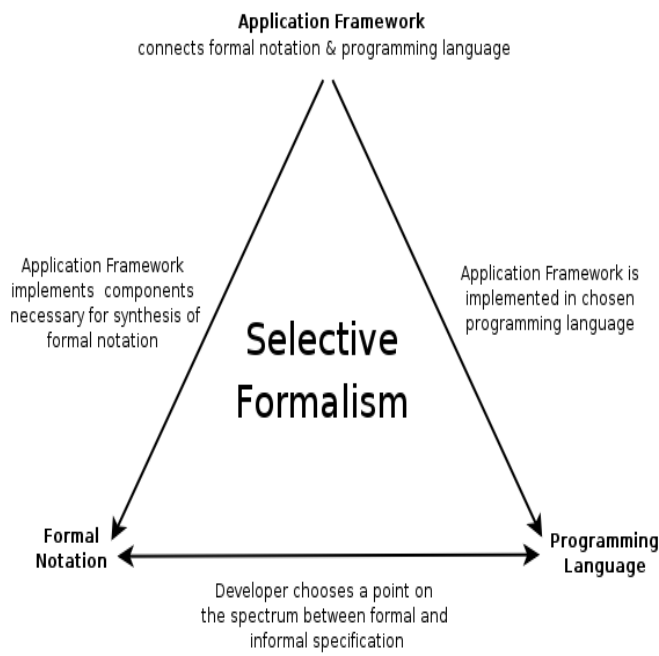 Application Framework
connects formal notation & programming language
Application Framework
implements components
necessary for synthesis of
formal notation
Application Framework is
implemented in chosen
programming language
Selective
Formalism
Formal
Notation
Programming
Language
Developer chooses a point on
the spectrum between formal and
informal specification